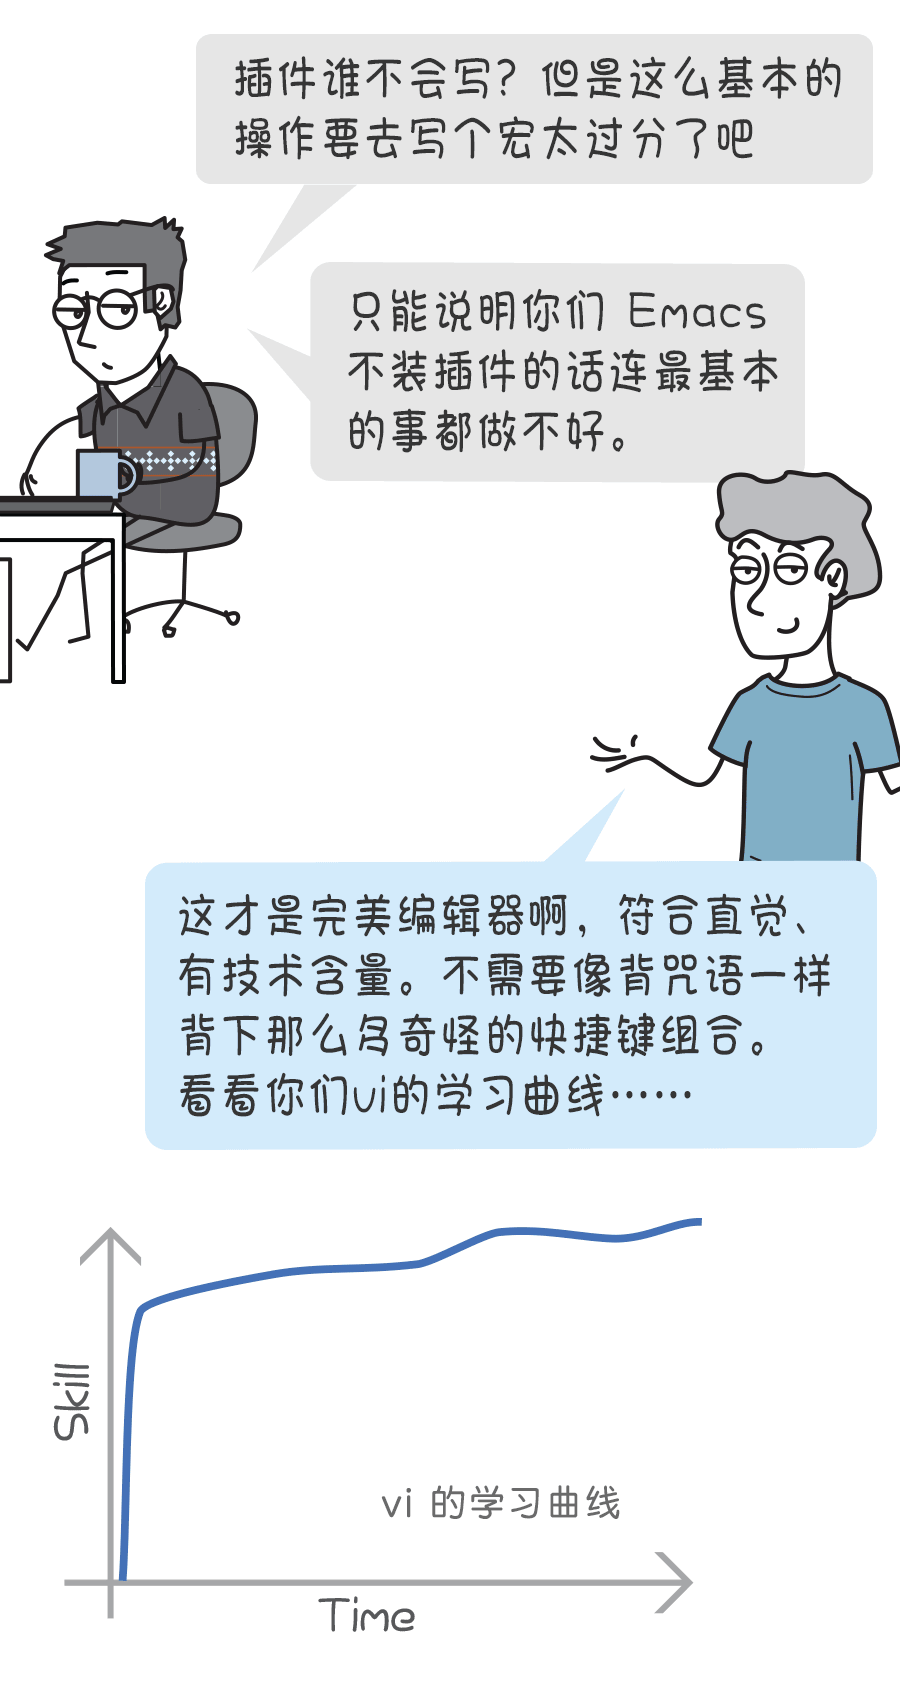 插件谁不会写？但是这么基本的
操作要去写个宏太过分了吧
只能说明你们 Emacs
不装插件的话连最基本
的事都做不好。
这才是完美编辑器啊，符合直觉、
有技术含量。不需要像背咒语一样
背下那么多奇怪的快捷键组合。
看看你们vi的学习曲线……
Skill
vi 的学习曲线
Time